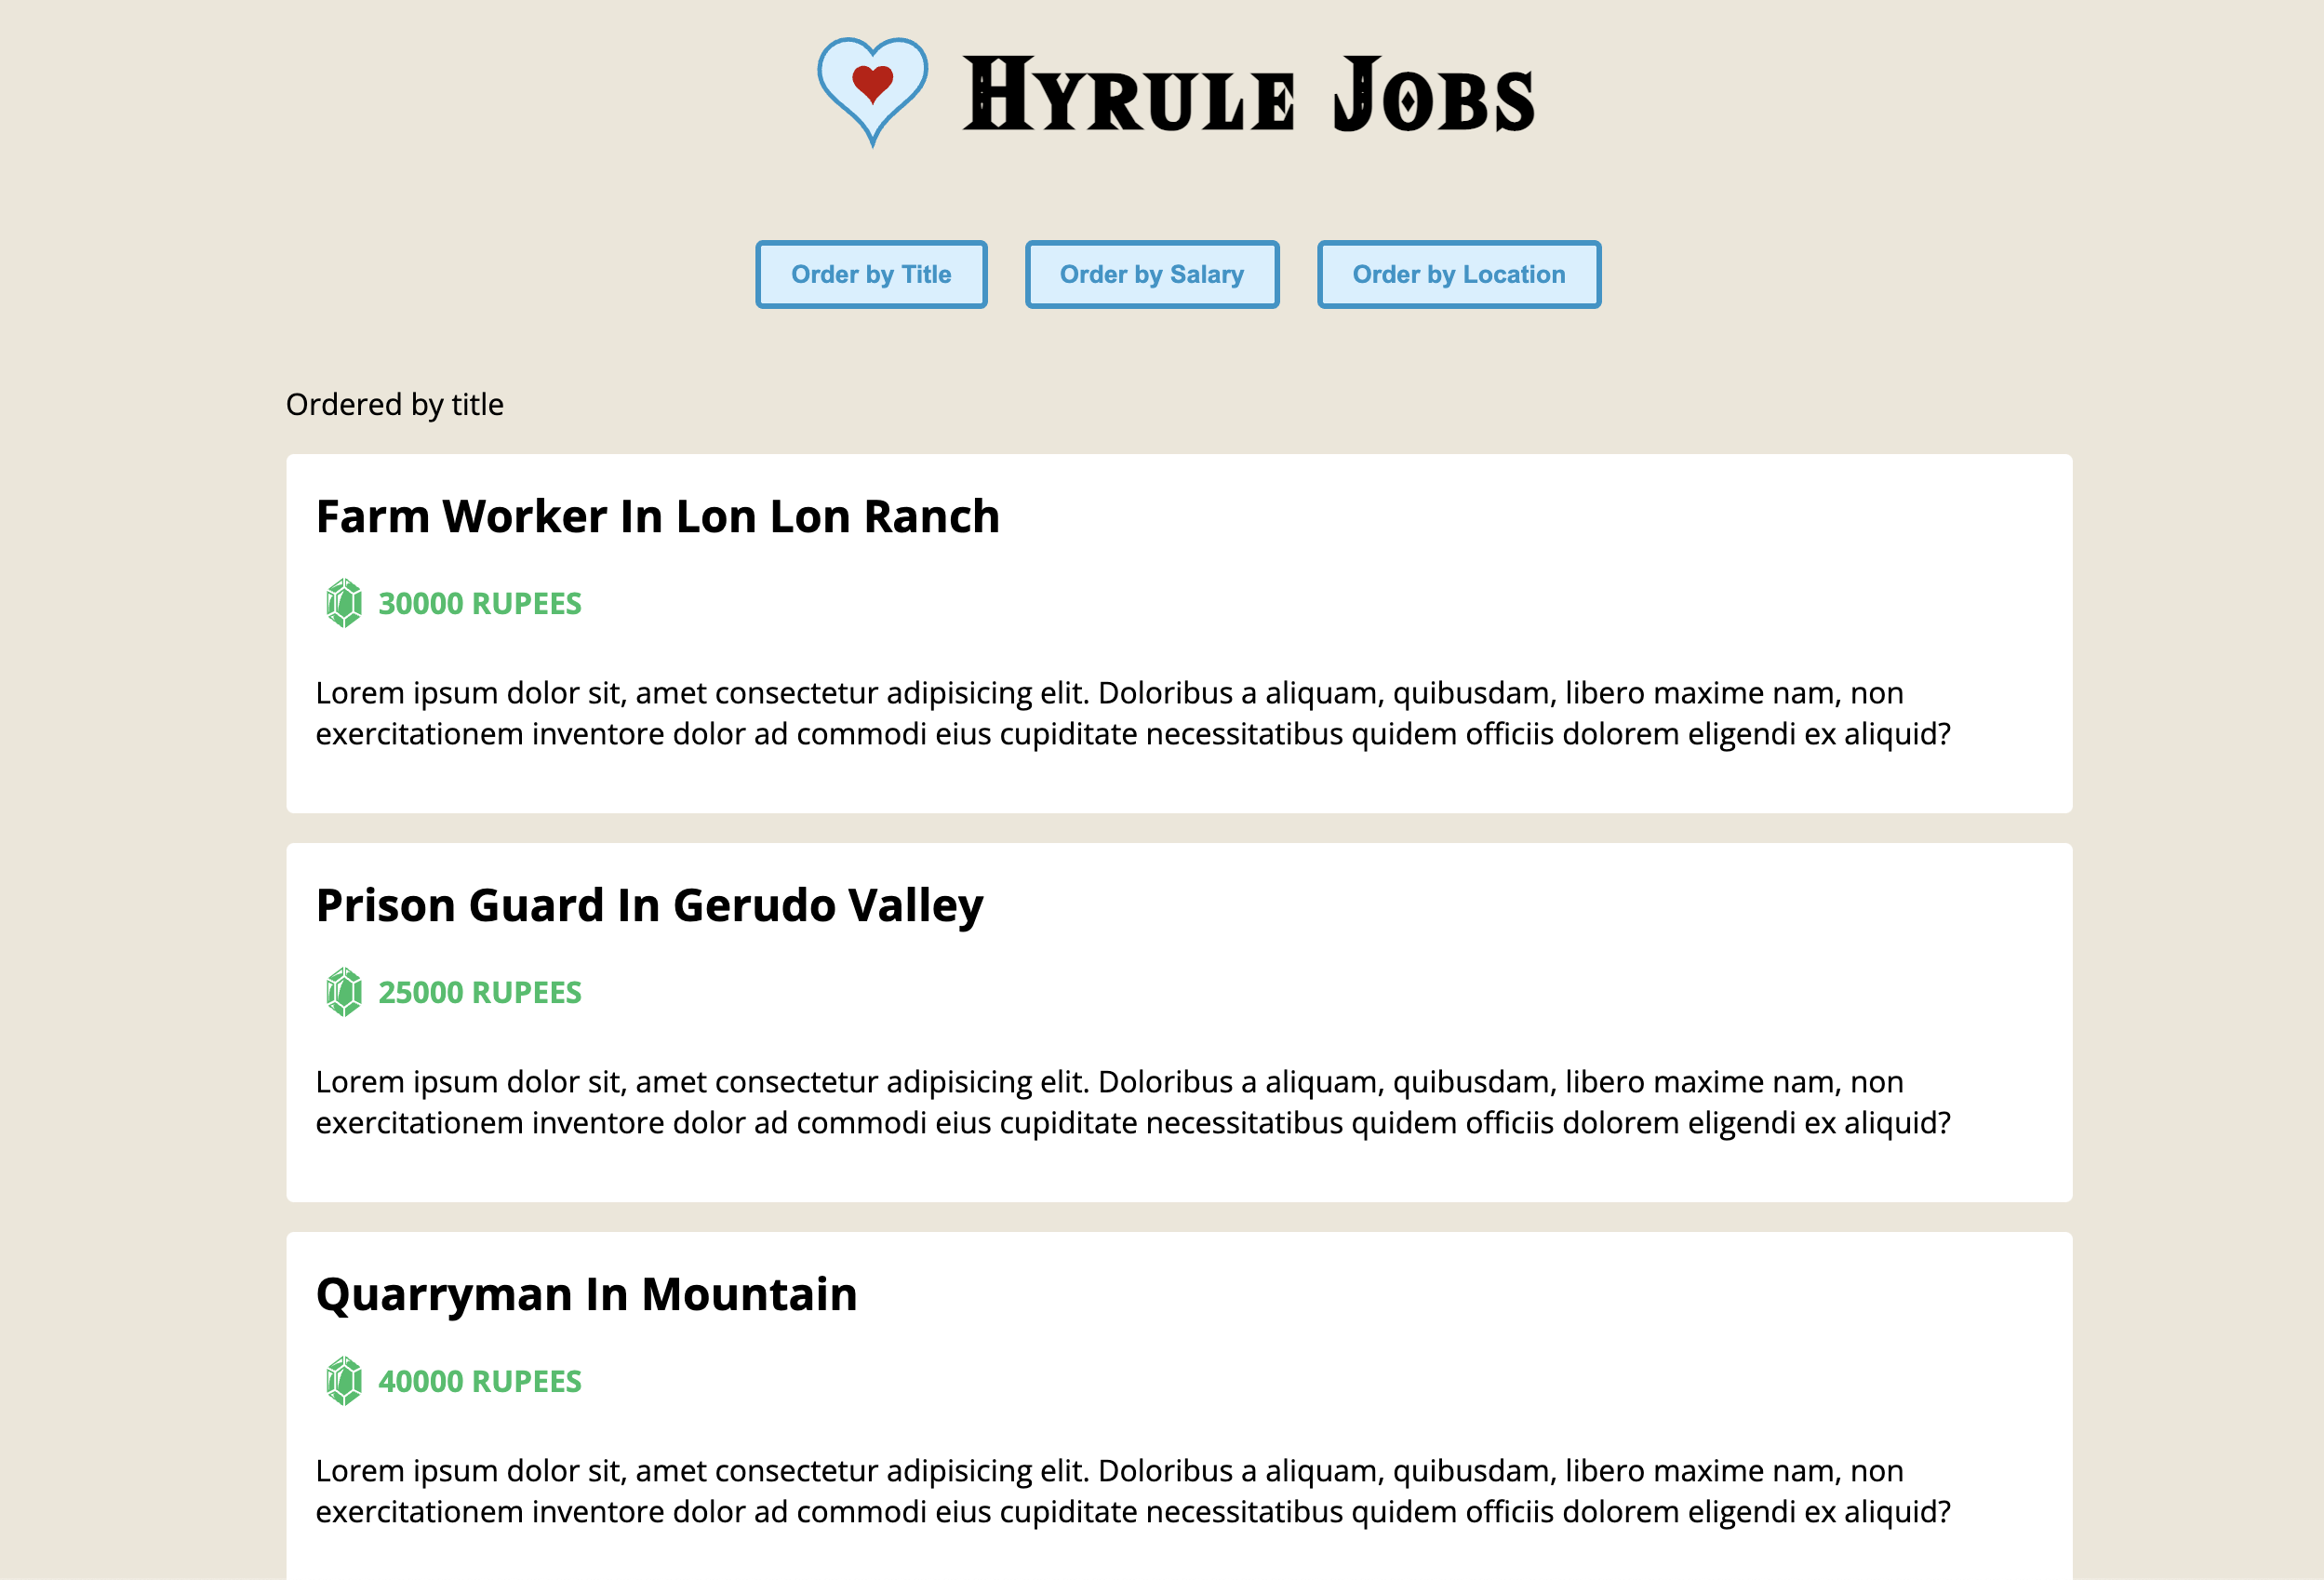 Hyrule Jobs
Order by Title
Order by Salary
Order by Location
Ordered by title
Farm Worker In Lon Lon Ranch
30000 RUPEES
Lorem ipsum dolor sit, amet consectetur adipisicing elit. Doloribus a aliquam, quibusdam, libero maxime nam, non
exercitationem inventore dolor ad commodi eius cupiditate necessitatibus quidem officiis dolorem eligendi ex aliquid?
Prison Guard In Gerudo Valley
25000 RUPEES
Lorem ipsum dolor sit, amet consectetur adipisicing elit. Doloribus a aliquam, quibusdam, libero maxime nam, non
exercitationem inventore dolor ad commodi eius cupiditate necessitatibus quidem officiis dolorem eligendi ex aliquid?
Quarryman In Mountain
40000 RUPEES
Lorem ipsum dolor sit, amet consectetur adipisicing elit. Doloribus a aliquam, quibusdam, libero maxime nam, non
exercitationem inventore dolor ad commodi eius cupiditate necessitatibus quidem officiis dolorem eligendi ex aliquid?